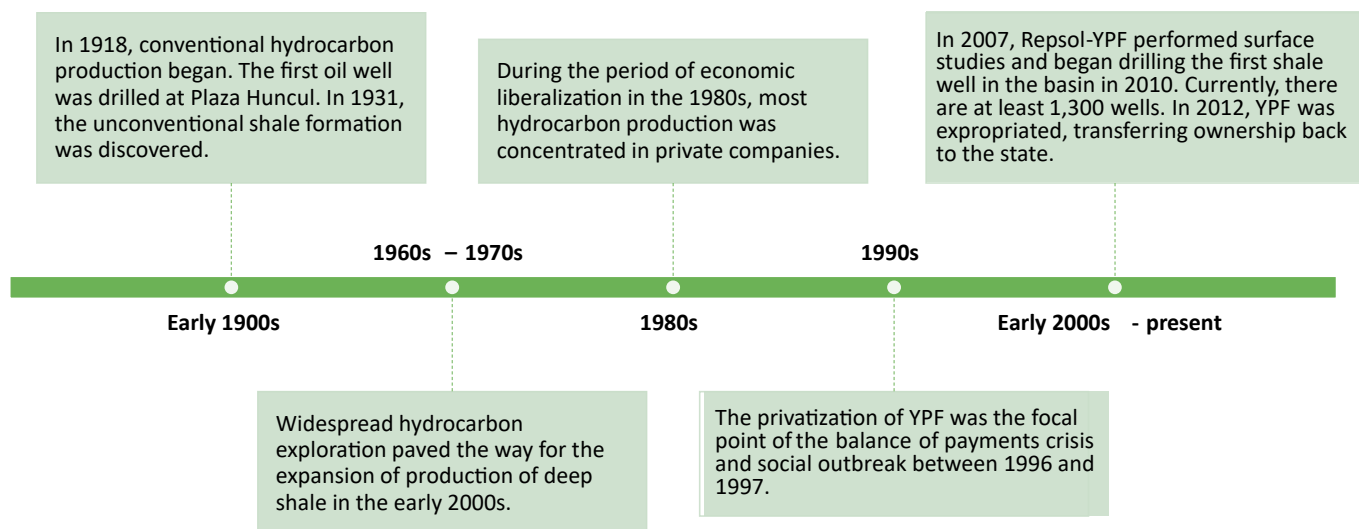 In 1918, conventional hydrocarbon
production began. The first oil well
was drilled at Plaza Huncul. In 1931,
the unconventional shale formation
was discovered.
During the period of economic
liberalization in the 1980s, most
hydrocarbon production was
concentrated in private companies.
In 2007, Repsol-YPF performed surface
studies and began drilling the first shale
well in the basin in 2010. Currently, there
are at least 1,300 wells. In 2012, YPF was
expropriated, transferring ownership back
to the state.
1960s – 1970s
1990s
Early 1900s
1980s
Early 2000s - present
Widespread hydrocarbon
exploration paved the way for the
expansion of production of deep
shale in the early 2000s.
The privatization of YPF was the focal
point of the balance of payments crisis
and social outbreak between 1996 and
1997.